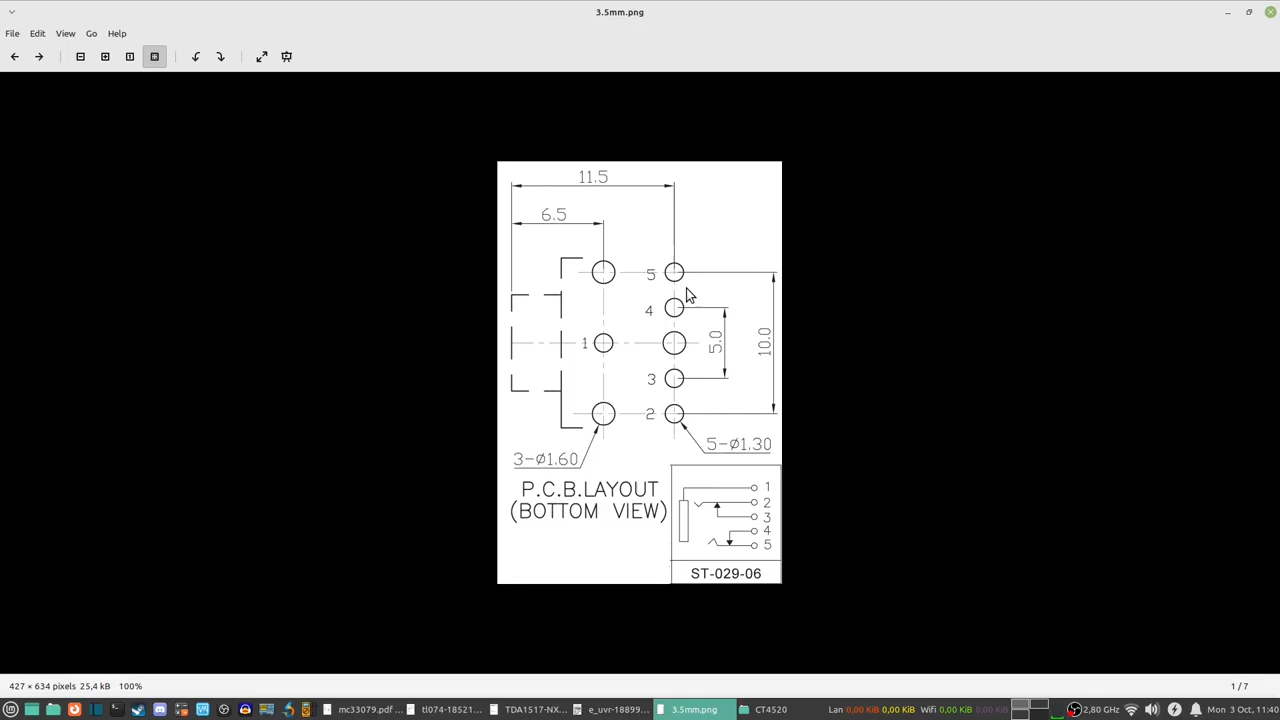 3.5mm.png
File Edit View Go Help
11.5
6.5
5
4
5.0
10.0
1
3
2
5-Ø1.30
3-Ø1.60
P.C.B.LAYOUT
(BOTTOM VIEW)
1
2
3
4
5
ST-029-06
427 × 634 pixels 25,4 kB 100%
1 / 7
mc33079.pdf tl074-18521... TDA1517-NX... e_uvr-18899... 3.5mm.png CT4520 Lan 0,00 KiB 0,00 KiB Wifi 0,00 KiB 0,00 KiB 2,80 GHz Mon 3 Oct, 11:40